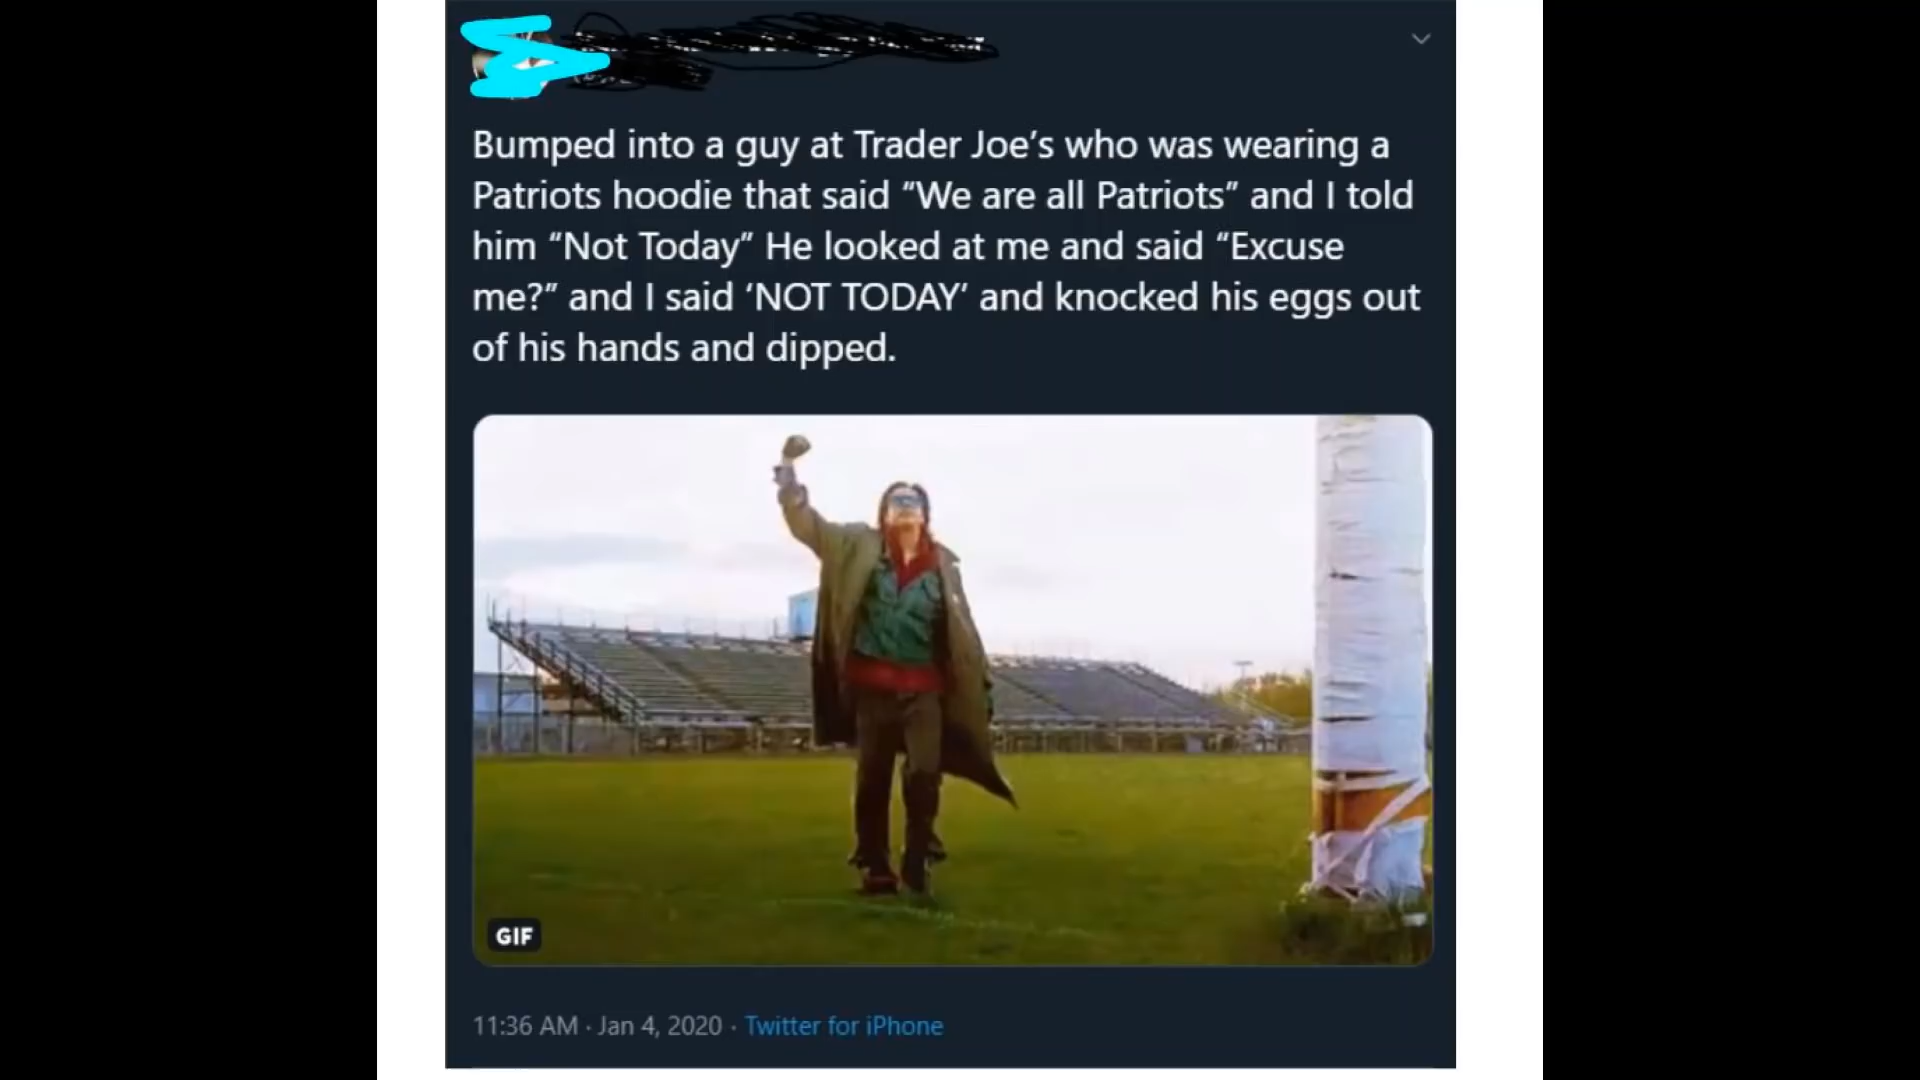 Bumped into a guy at Trader Joe’s who was wearing a
Patriots hoodie that said “We are all Patriots” and I told
him “Not Today” He looked at me and said “Excuse
me?” and I said ‘NOT TODAY’ and knocked his eggs out
of his hands and dipped.
GIF
11:36 AM · Jan 4, 2020 · Twitter for iPhone